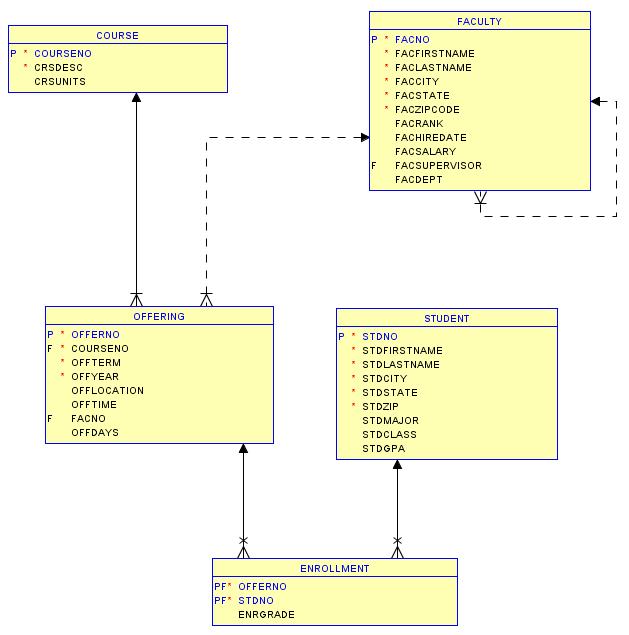 COURSE
P * COURSENO
* CRSDESC
CRSUNITS
FACULTY
P * FACNO
* FACFIRSTNAME
* FACLASTNAME
* FACCITY
* FACSTATE
* FACZIPCODE
FACRANK
FACHIREDATE
FACSALARY
F FACSUPERVISOR
FACDEPT
OFFERING
P * OFFERNO
F * COURSENO
* OFFTERM
* OFFYEAR
OFFLOCATION
OFFTIME
F FACNO
OFFDAYS
STUDENT
P * STDNO
* STDFIRSTNAME
* STDLASTNAME
* STDCITY
* STDSTATE
* STDZIP
STDMAJOR
STDCLASS
STDGPA
ENROLLMENT
PF* OFFERNO
PF* STDNO
ENRGRADE